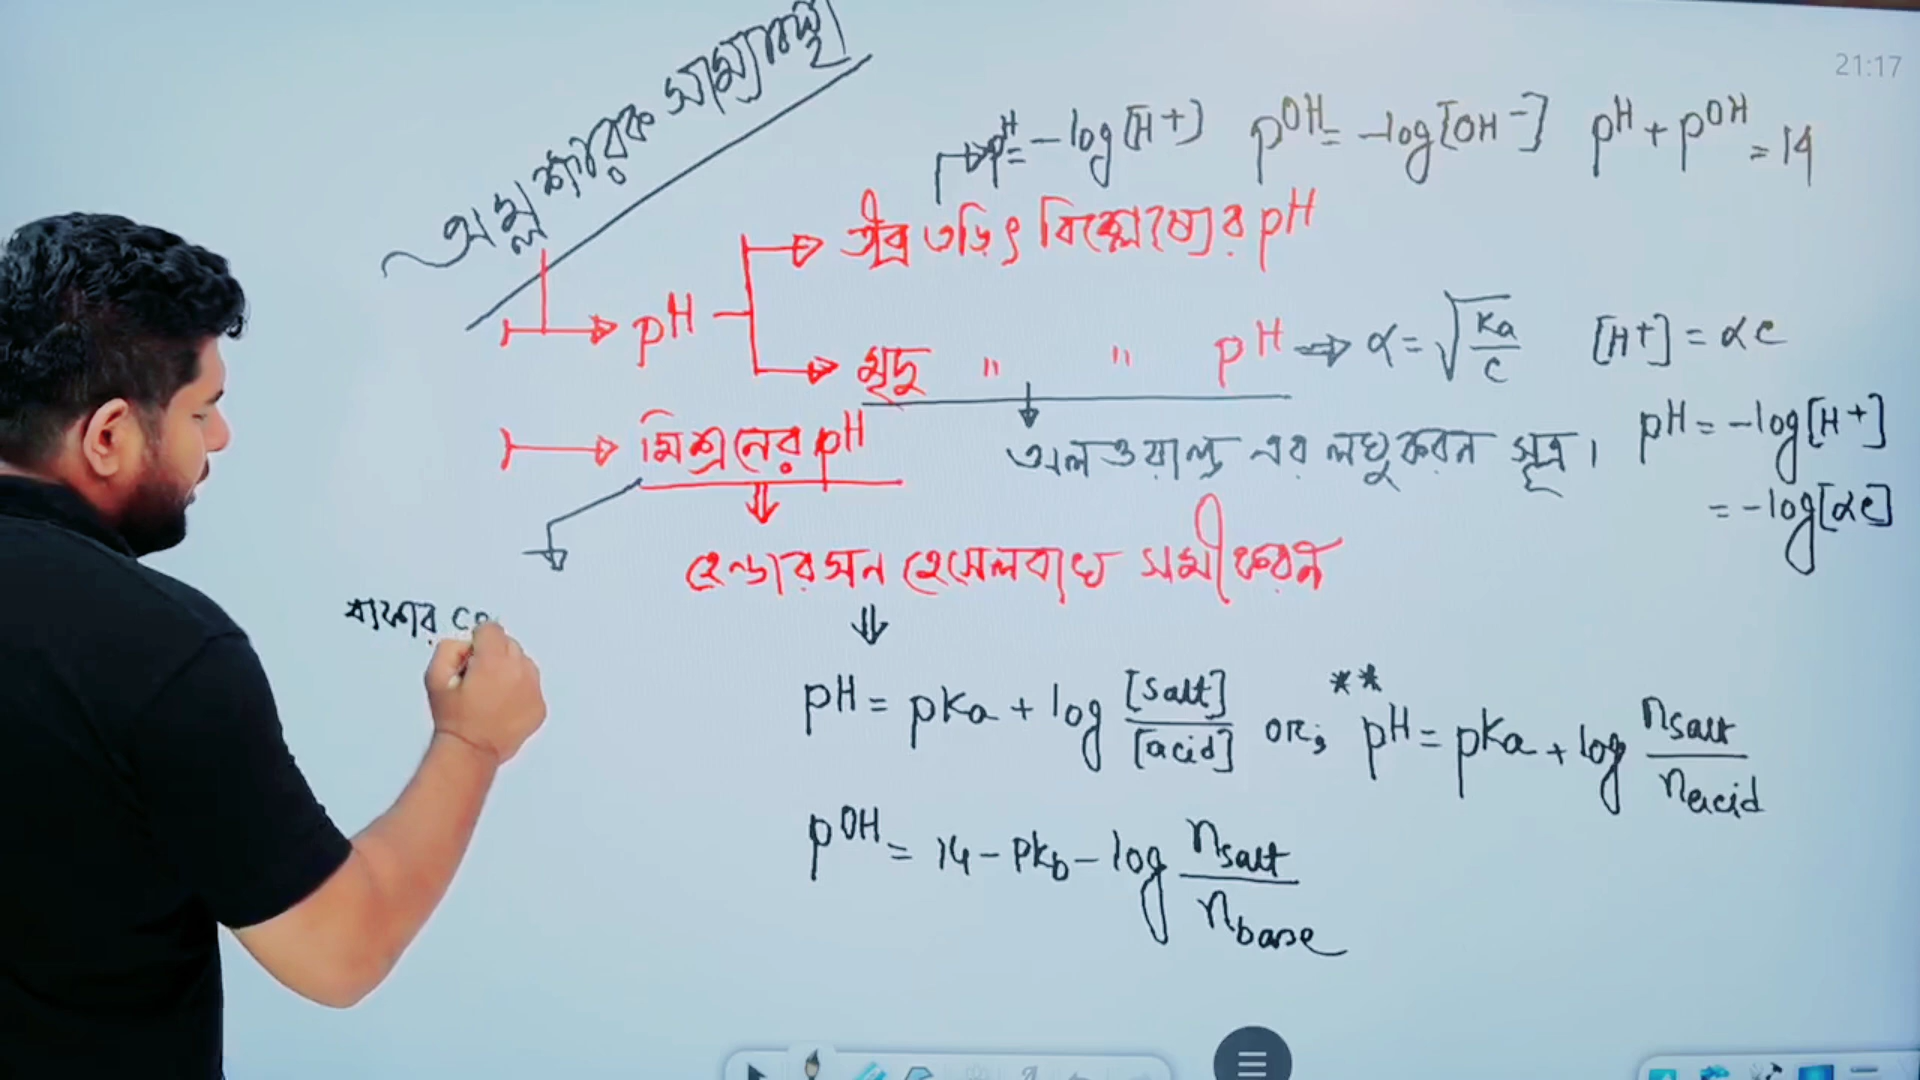 21:17
অম্ল ক্ষারক সাম্যাবস্থা
pH = -log[H+] pOH = -log[OH-] pH + pOH = 14
তীব্র তড়িৎ বিশ্লেষ্যের pH
pH
মৃদু " " pH → α = √(Ka/C) [H+] = αC
মিশ্রনের pH
অসওয়াল্ড এর লঘুকরন সূত্র। pH = -log[H+]
= -log[αC]
হেন্ডারসন হেসেলবাখ সমীকরন
বাফার
pH = pKa + log [salt]/[acid] or; ** pH = pKa + log nsalt/nacid
pOH = 14 - pKb - log nsalt/nbase